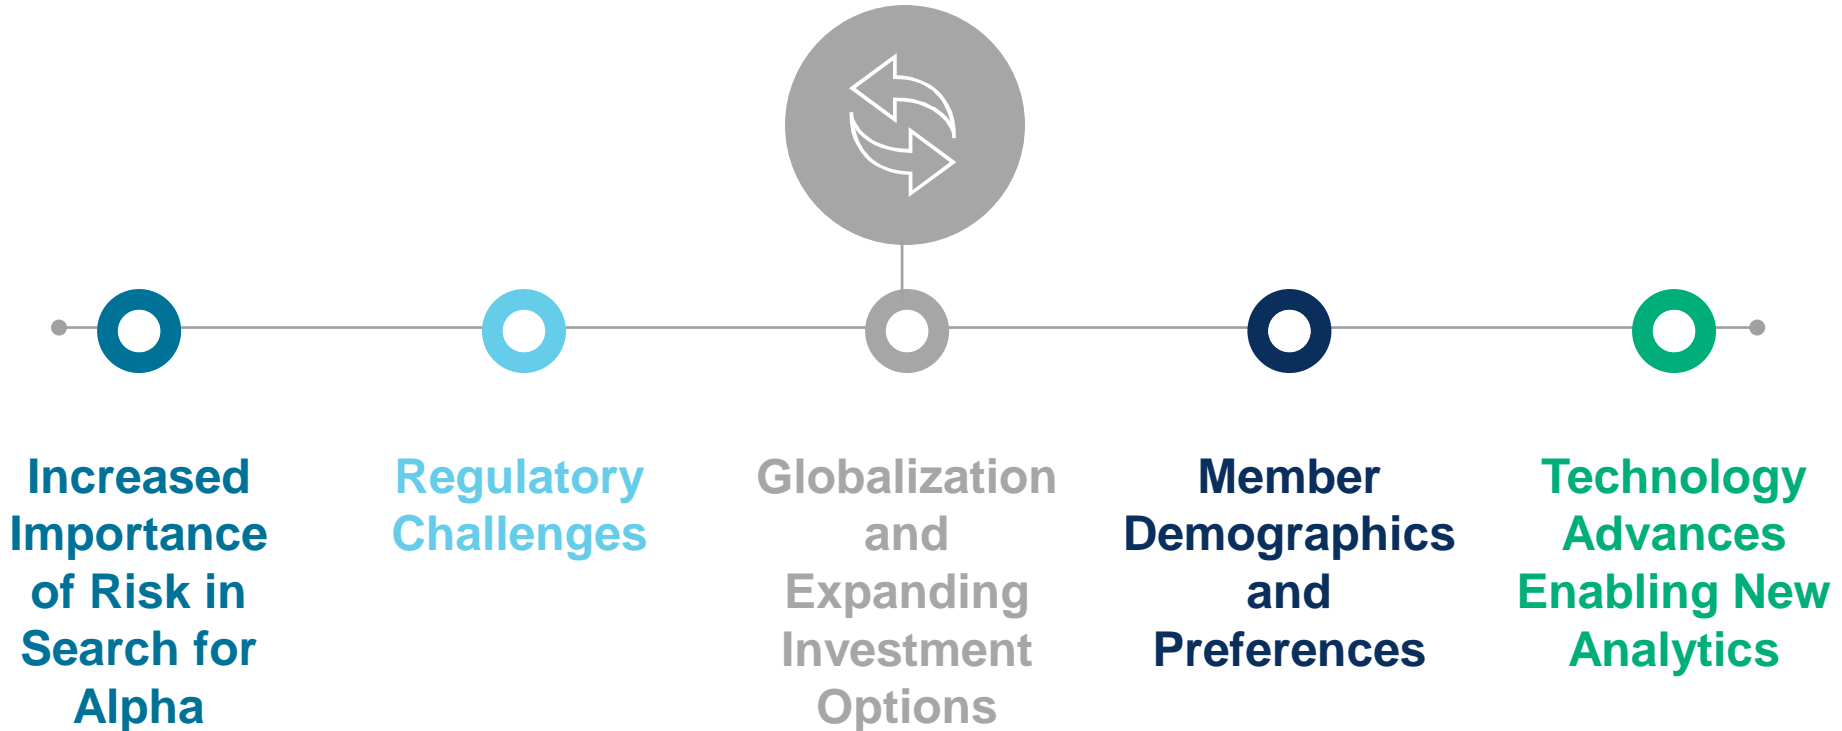 Increased
Importance
of Risk in
Search for
Alpha
Regulatory
Challenges
Globalization
and
Expanding
Investment
Options
Member
Demographics
and
Preferences
Technology
Advances
Enabling New
Analytics